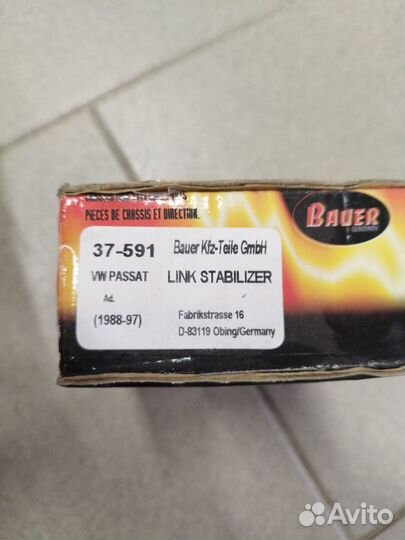 PIECES DE CHASSIS ET DIRECTION.
BAUER
37-591 Bauer Kfz-Teile GmbH
VW PASSAT LINK STABILIZER
Ad.
(1988-97) Fabrikstrasse 16
D-83119 Obing/Germany
Avito